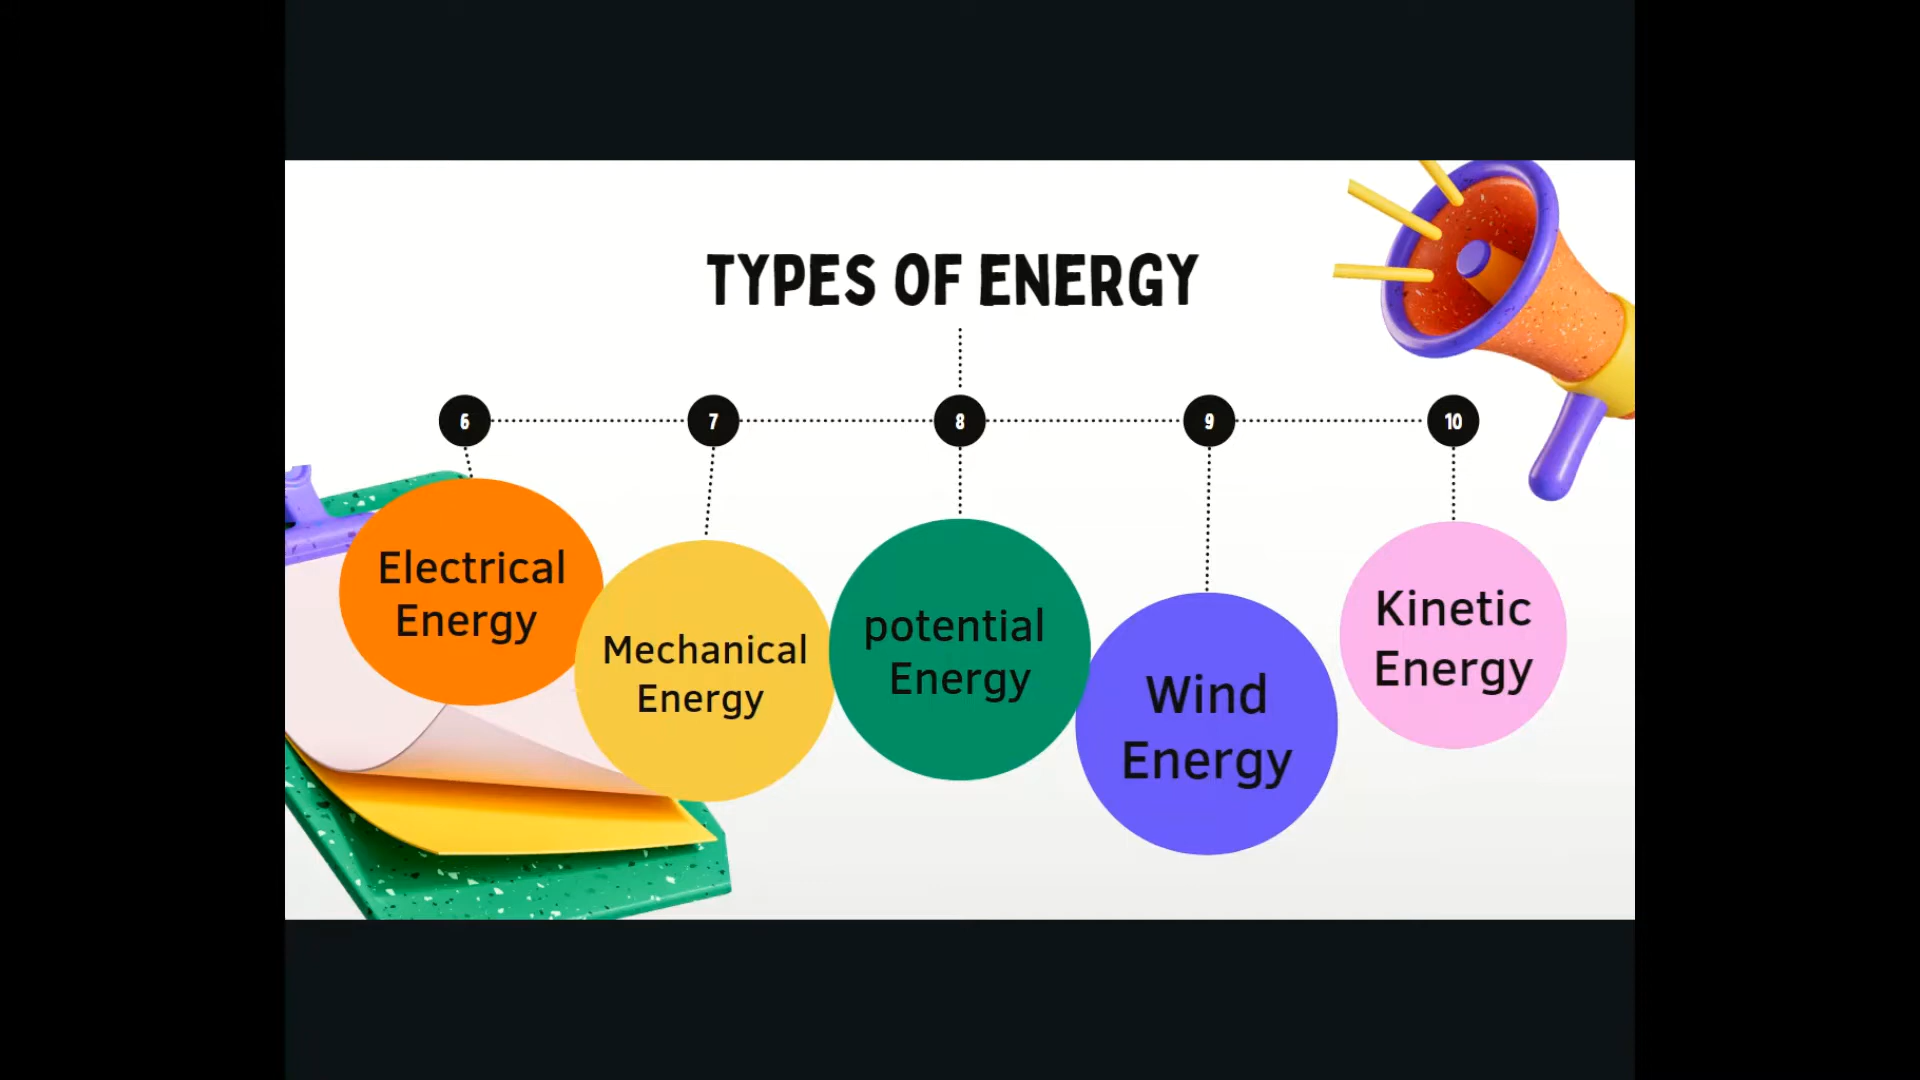 TYPES OF ENERGY
6 7 8 9 10
Electrical
Energy
Mechanical
Energy
potential
Energy
Wind
Energy
Kinetic
Energy